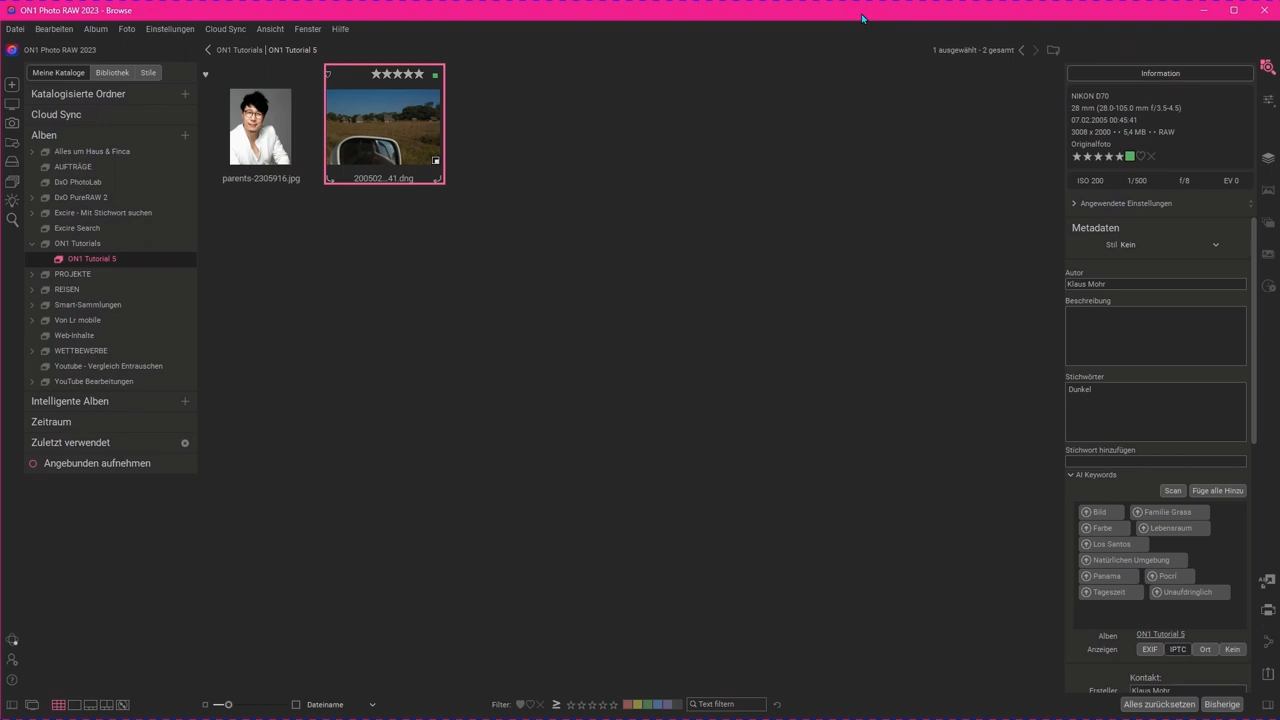 ON1 Photo RAW 2023 - Browse
Datei Bearbeiten Album Foto Einstellungen Cloud Sync Ansicht Fenster Hilfe
ON1 Photo RAW 2023
ON1 Tutorials | ON1 Tutorial 5
1 ausgewählt - 2 gesamt
Meine Kataloge Bibliothek Stile
Katalogisierte Ordner
Cloud Sync
Alben
Alles um Haus & Finca
AUFTRÄGE
DxO PhotoLab
DxO PureRAW 2
Excire - Mit Stichwort suchen
Excire Search
ON1 Tutorials
ON1 Tutorial 5
PROJEKTE
REISEN
Smart-Sammlungen
Von Lr mobile
Web-Inhalte
WETTBEWERBE
Youtube - Vergleich Entrauschen
YouTube Bearbeitungen
Intelligente Alben
Zeitraum
Zuletzt verwendet
Angebunden aufnehmen
parents-2305916.jpg
200502...41.dng
Information
NIKON D70
28 mm (28.0-105.0 mm f/3.5-4.5)
07.02.2005 00:45:41
3008 x 2000 • • 5,4 MB • • RAW
Originalfoto
ISO 200 1/500 f/8 EV 0
Angewendete Einstellungen
Metadaten
Stil Kein
Autor
Klaus Mohr
Beschreibung
Stichwörter
Dunkel
Stichwort hinzufügen
AI Keywords
Scan Füge alle Hinzu
Bild Familie Grass
Farbe Lebensraum
Los Santos
Natürlichen Umgebung
Panama Pocrí
Tageszeit Unaufdringlich
Alben ON1 Tutorial 5
Anzeigen EXIF IPTC Ort Kein
Kontakt:
Ersteller Klaus Mohr
Dateiname
Filter:
Text filtern
Alles zurücksetzen Bisherige